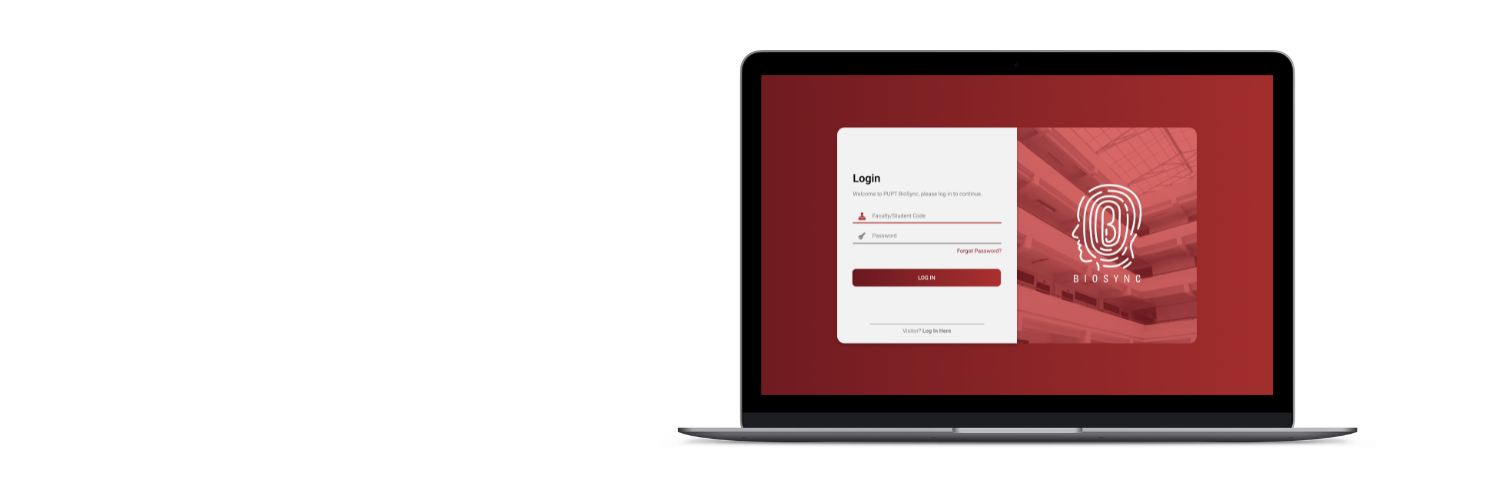 Login
Welcome to PUPT BioSync, please log in to continue.
Faculty/Student Code
Password
Forgot Password?
LOG IN
Visitor? Log In Here
BIOSYNC